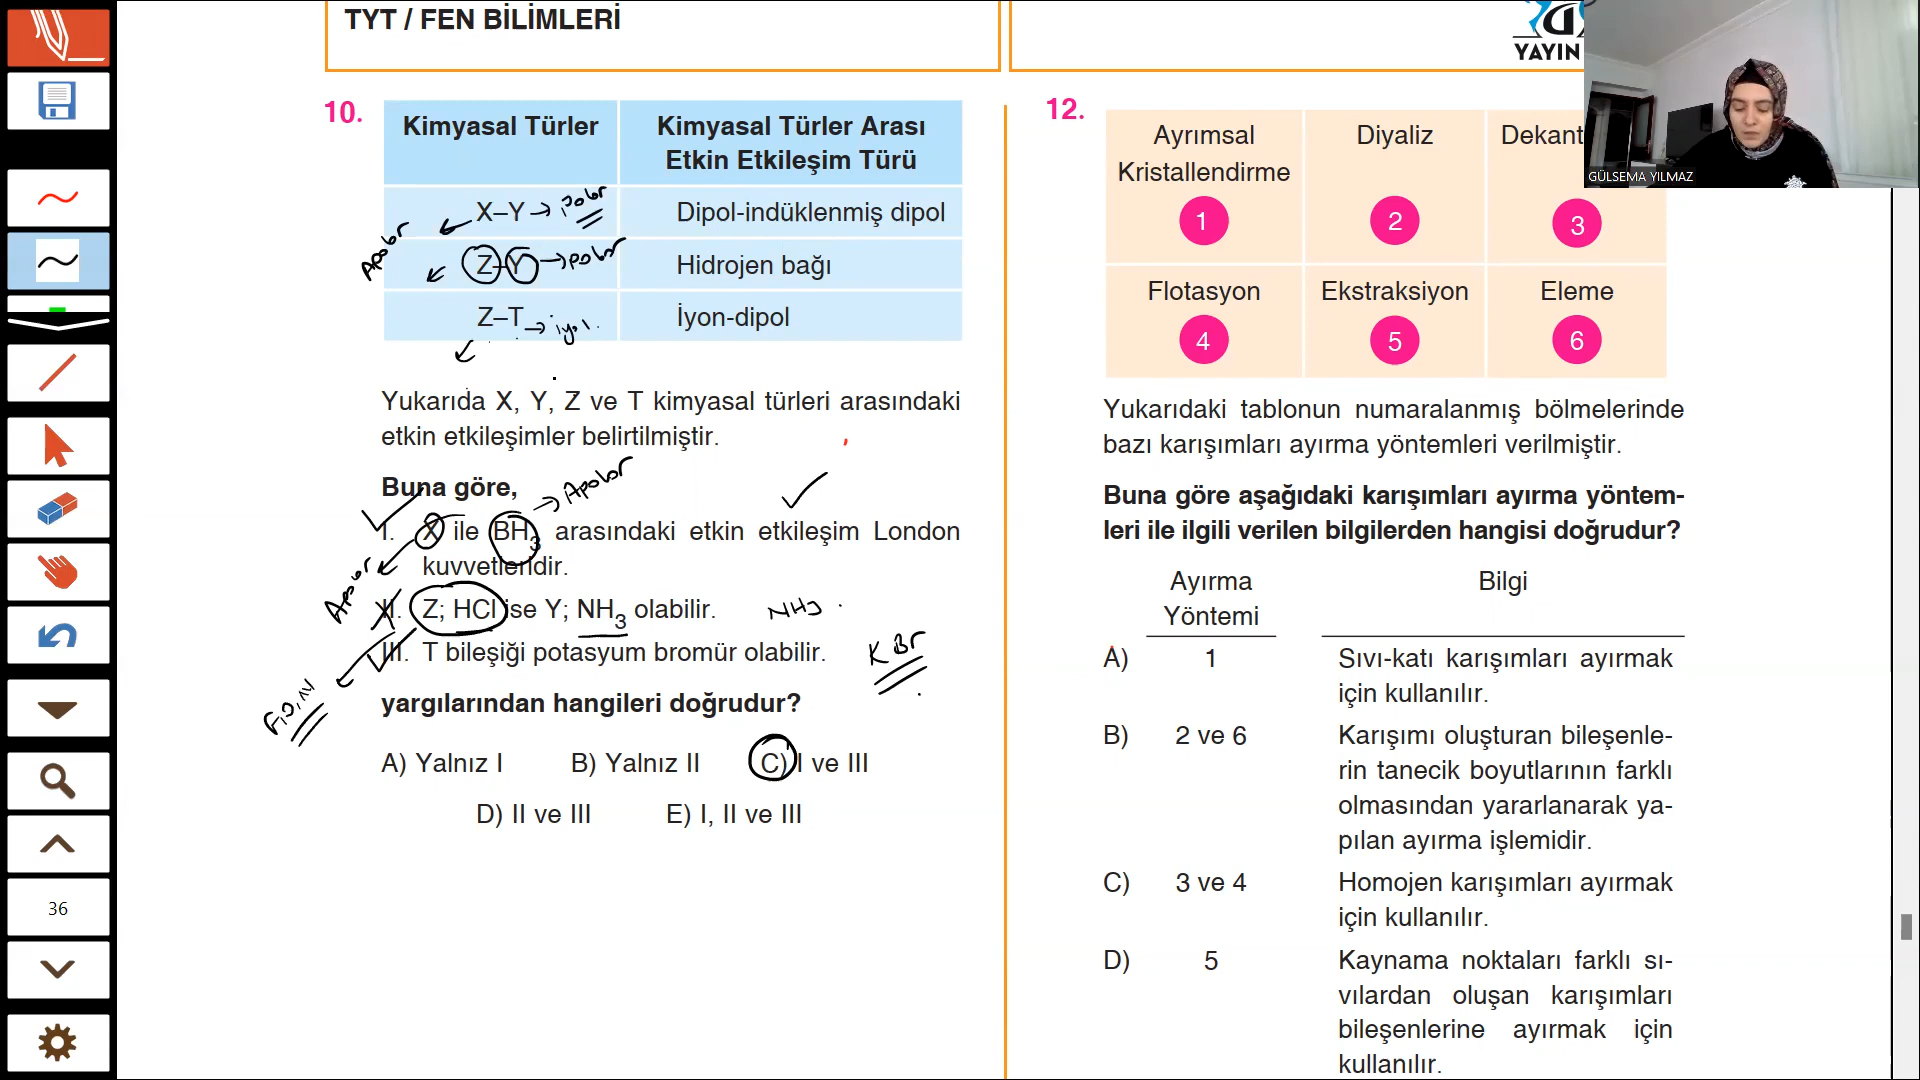 TYT / FEN BİLİMLERİ
YAYIN
GÜLSEMA YILMAZ
10.
Kimyasal Türler
Kimyasal Türler Arası
Etkin Etkileşim Türü
X–Y → polar
Dipol-indüklenmiş dipol
Apolar
Z–Y → polar
Hidrojen bağı
Z–T → iyol.
İyon-dipol
Yukarıda X, Y, Z ve T kimyasal türleri arasındaki
etkin etkileşimler belirtilmiştir.
Buna göre,
→ Apolar
I. X ile BH3 arasındaki etkin etkileşim London
kuvvetleridir.
Apolar
II. Z; HCl ise Y; NH3 olabilir.
NH3
III. T bileşiği potasyum bromür olabilir.
KBr
F,O,N
yargılarından hangileri doğrudur?
A) Yalnız I B) Yalnız II C) I ve III
D) II ve III E) I, II ve III
36
12.
Ayrımsal
Kristallendirme
1
Diyaliz
2
Dekant
3
Flotasyon
4
Ekstraksiyon
5
Eleme
6
Yukarıdaki tablonun numaralanmış bölmelerinde
bazı karışımları ayırma yöntemleri verilmiştir.
Buna göre aşağıdaki karışımları ayırma yöntem-
leri ile ilgili verilen bilgilerden hangisi doğrudur?
Ayırma
Yöntemi
Bilgi
A) 1 Sıvı-katı karışımları ayırmak
için kullanılır.
B) 2 ve 6 Karışımı oluşturan bileşenle-
rin tanecik boyutlarının farklı
olmasından yararlanarak ya-
pılan ayırma işlemidir.
C) 3 ve 4 Homojen karışımları ayırmak
için kullanılır.
D) 5 Kaynama noktaları farklı sı-
vılardan oluşan karışımları
bileşenlerine ayırmak için
kullanılır.